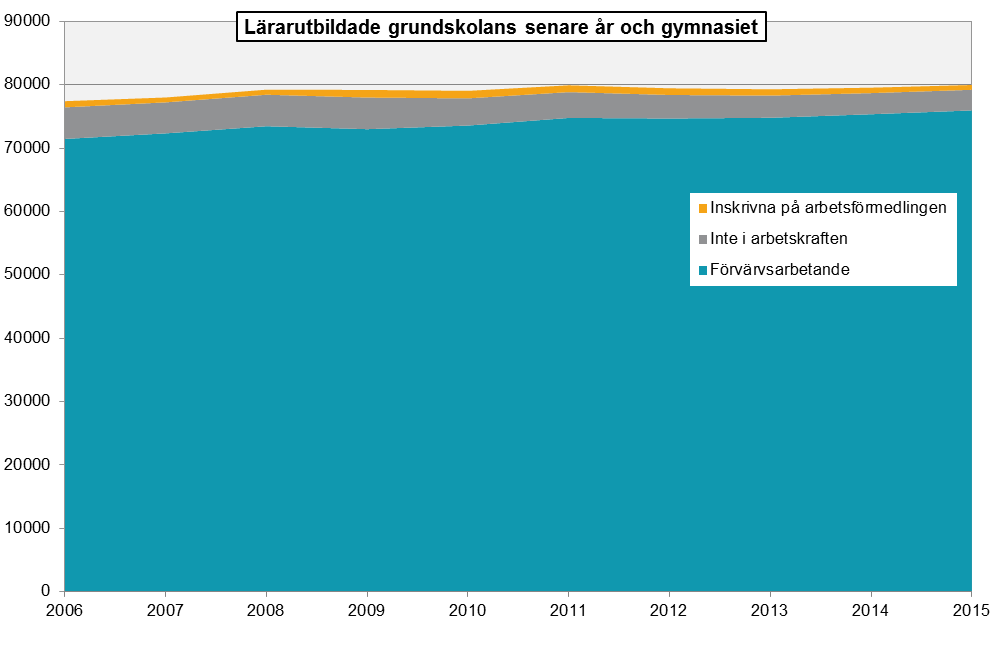 Lärarutbildade grundskolans senare år och gymnasiet
90000
80000
70000
60000
50000
40000
30000
20000
10000
0
Inskrivna på arbetsförmedlingen
Inte i arbetskraften
Förvärvsarbetande
2006 2007 2008 2009 2010 2011 2012 2013 2014 2015